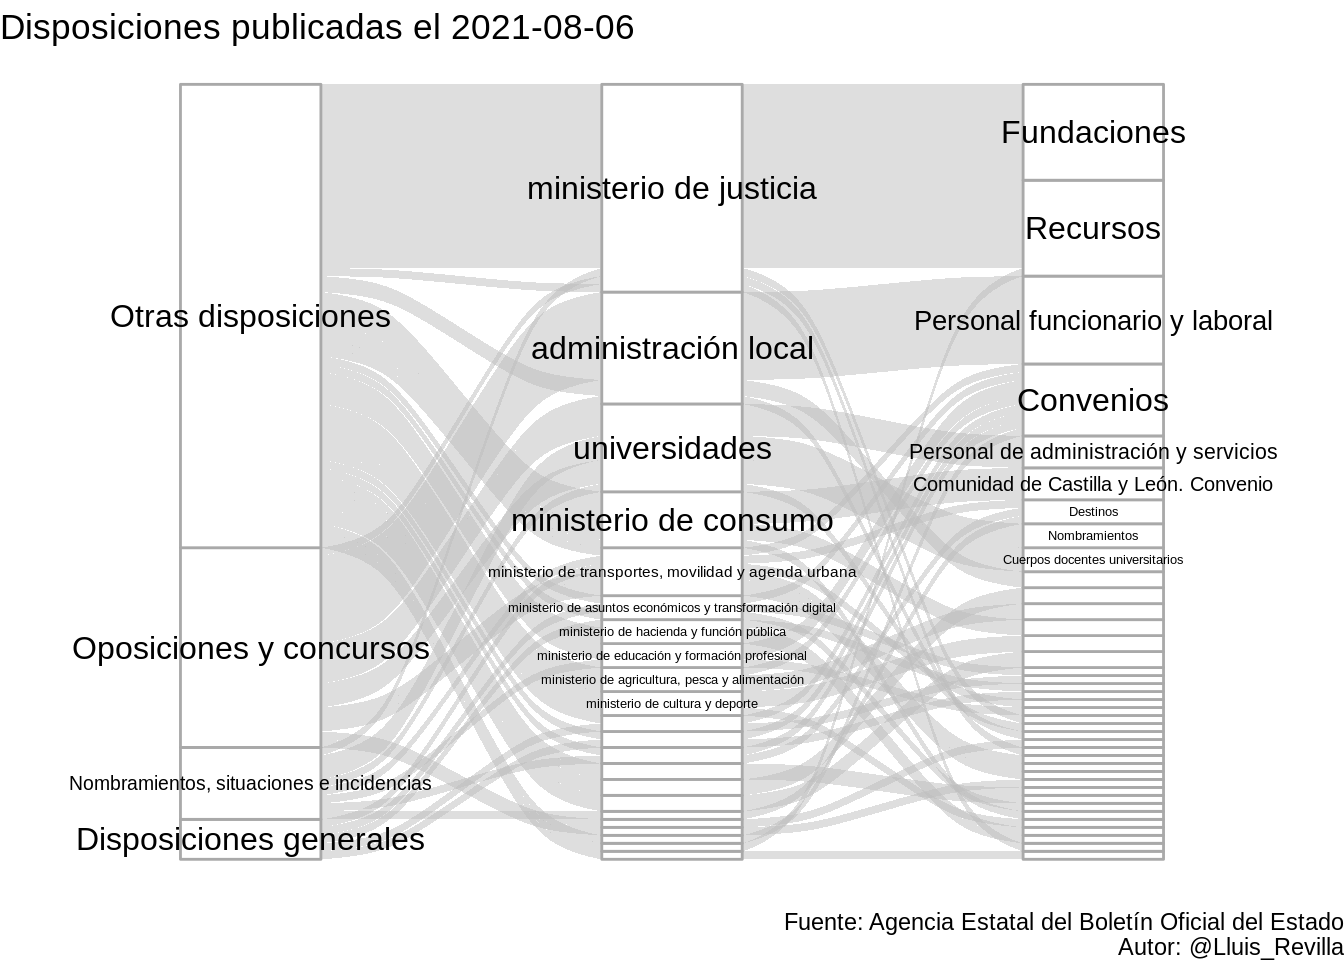 Disposiciones publicadas el 2021-08-06
Otras disposiciones
Oposiciones y concursos
Nombramientos, situaciones e incidencias
Disposiciones generales
ministerio de justicia
administración local
universidades
ministerio de consumo
ministerio de transportes, movilidad y agenda urbana
ministerio de asuntos económicos y transformación digital
ministerio de hacienda y función pública
ministerio de educación y formación profesional
ministerio de agricultura, pesca y alimentación
ministerio de cultura y deporte
Fundaciones
Recursos
Personal funcionario y laboral
Convenios
Personal de administración y servicios
Comunidad de Castilla y León. Convenio
Destinos
Nombramientos
Cuerpos docentes universitarios
Fuente: Agencia Estatal del Boletín Oficial del Estado
Autor: @Lluis_Revilla